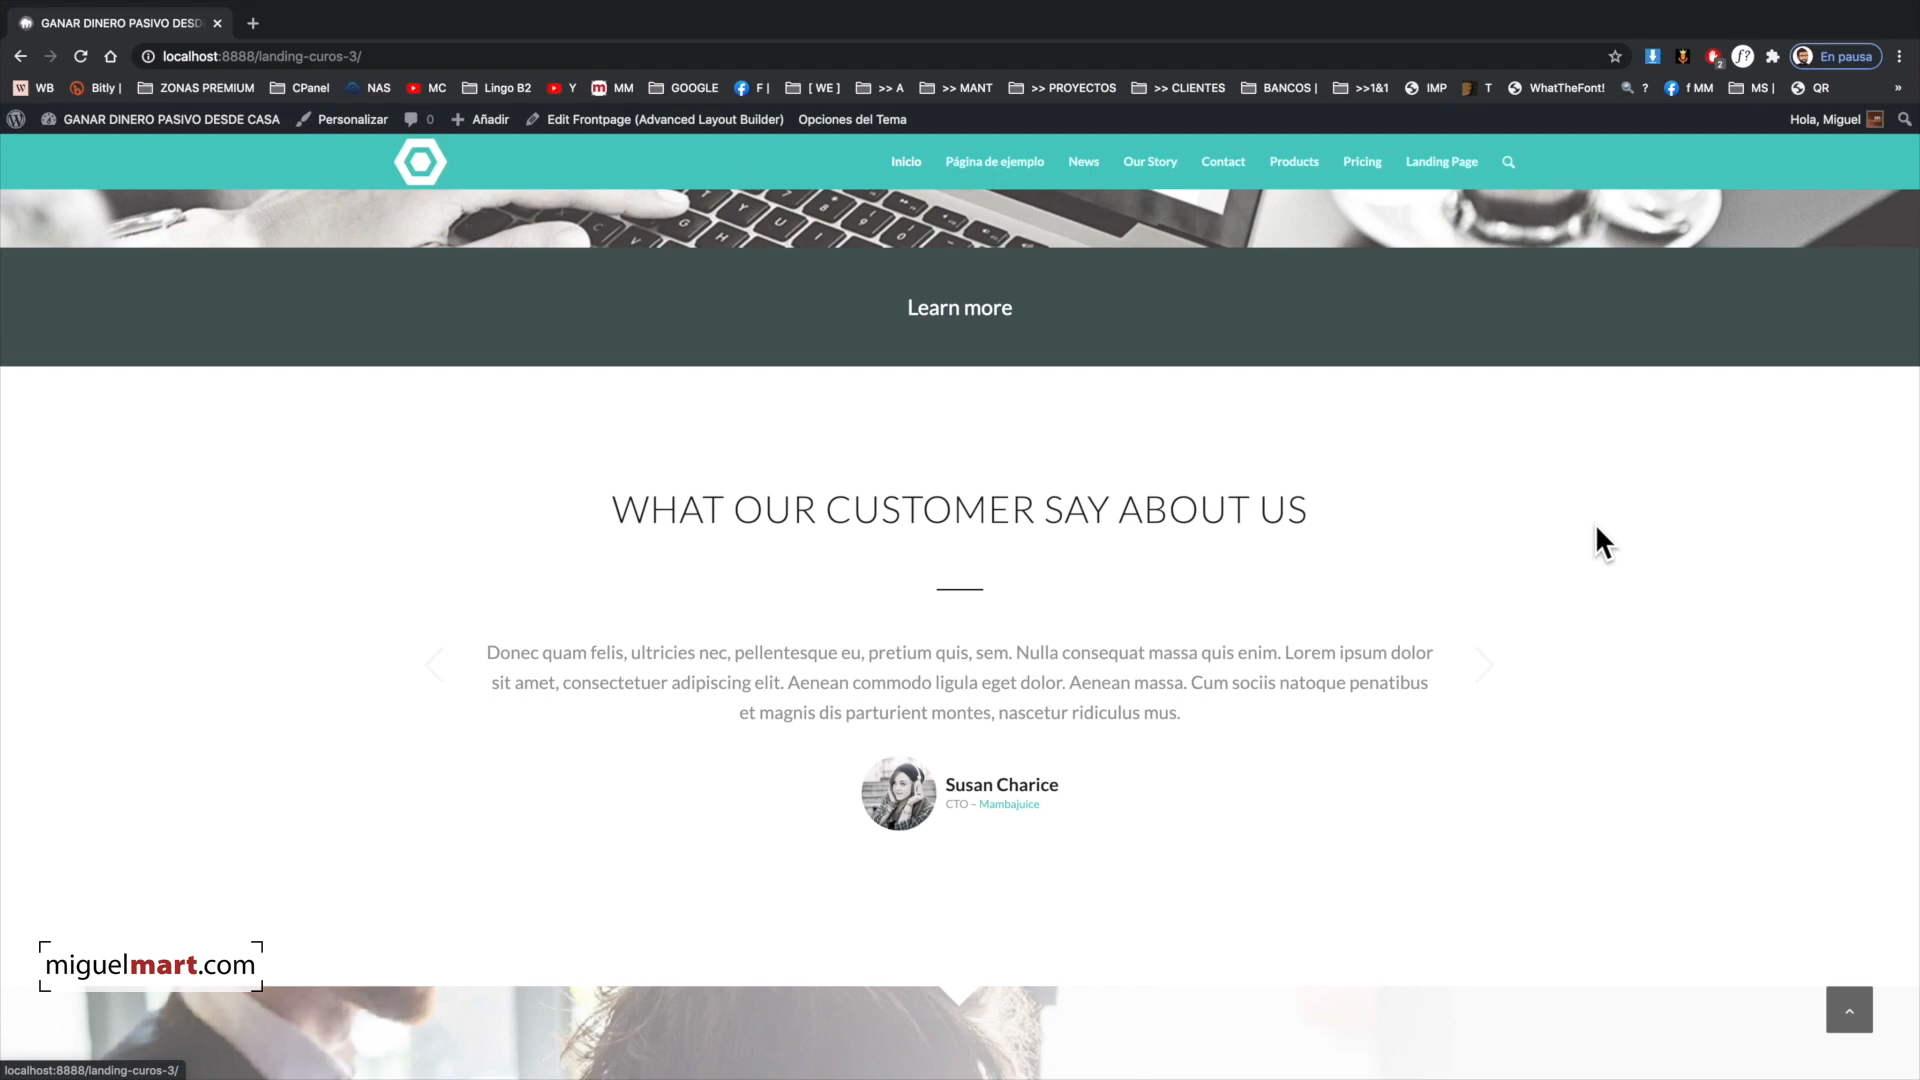 GANAR DINERO PASIVO DESD
localhost:8888/landing-curos-3/
f?
2
En pausa
W WB Bitly | ZONAS PREMIUM CPanel NAS MC Lingo B2 Y MM GOOGLE F | [ WE ] >> A >> MANT >> PROYECTOS >> CLIENTES BANCOS | >>1&1 IMP T WhatTheFont! ? f MM MS | QR »
GANAR DINERO PASIVO DESDE CASA Personalizar 0 Añadir Edit Frontpage (Advanced Layout Builder) Opciones del Tema Hola, Miguel
Inicio Página de ejemplo News Our Story Contact Products Pricing Landing Page
Learn more
WHAT OUR CUSTOMER SAY ABOUT US
Donec quam felis, ultricies nec, pellentesque eu, pretium quis, sem. Nulla consequat massa quis enim. Lorem ipsum dolor
sit amet, consectetuer adipiscing elit. Aenean commodo ligula eget dolor. Aenean massa. Cum sociis natoque penatibus
et magnis dis parturient montes, nascetur ridiculus mus.
Susan Charice
CTO – Mambajuice
miguelmart.com
localhost:8888/landing-curos-3/